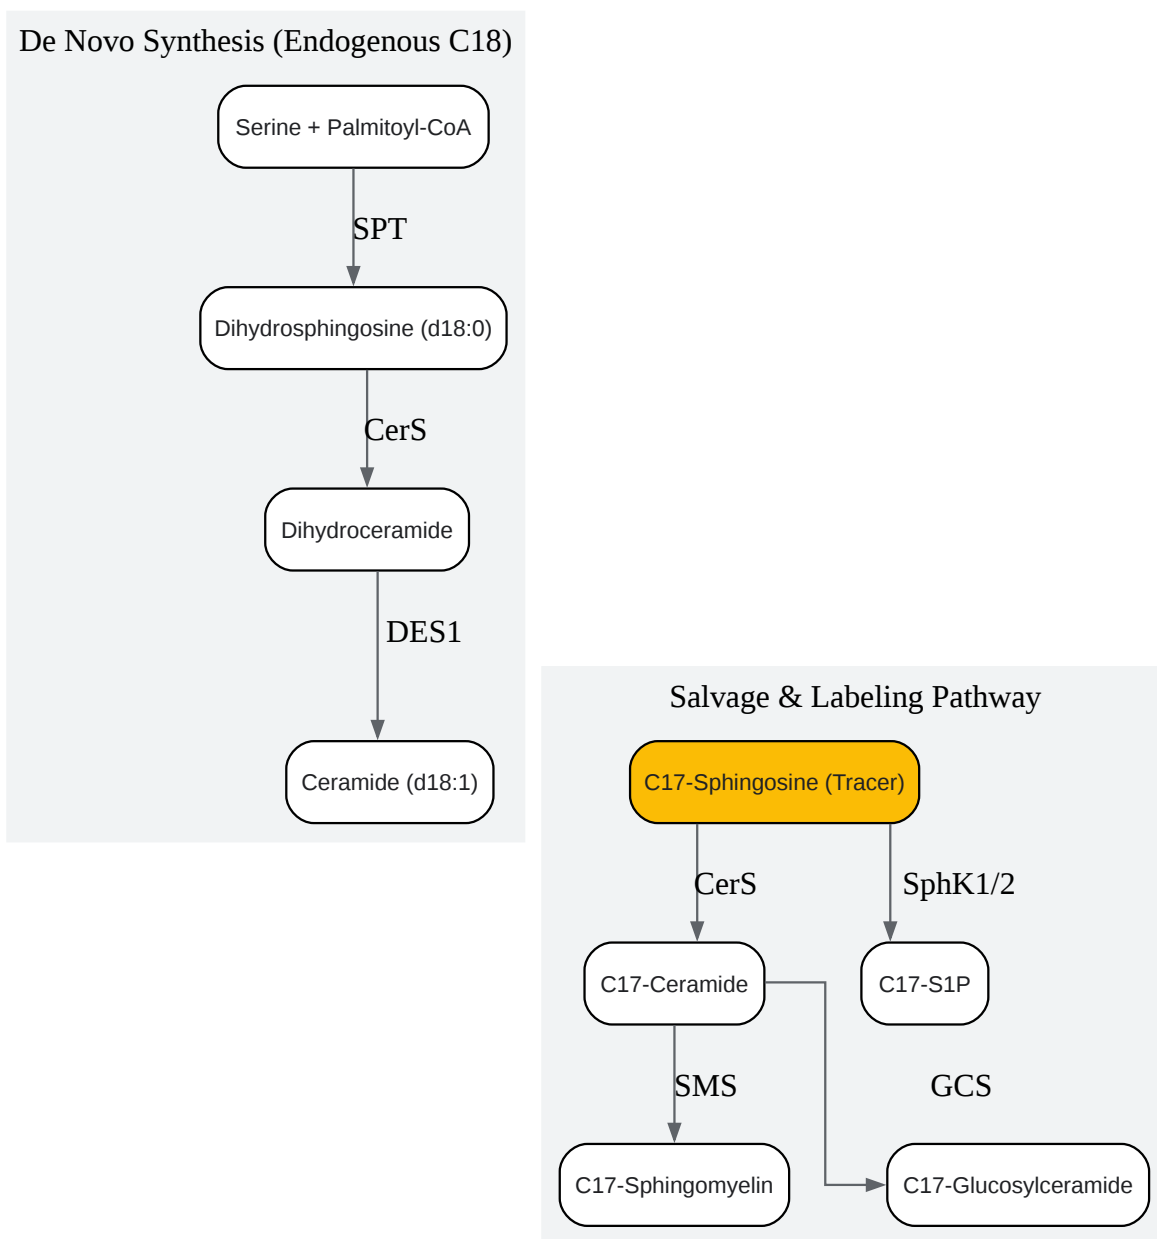 De Novo Synthesis (Endogenous C18)
Serine + Palmitoyl-CoA
SPT
Dihydrosphingosine (d18:0)
CerS
Dihydroceramide
DES1
Ceramide (d18:1)
Salvage & Labeling Pathway
C17-Sphingosine (Tracer)
CerS
SphK1/2
C17-Ceramide
C17-S1P
SMS
GCS
C17-Sphingomyelin
C17-Glucosylceramide